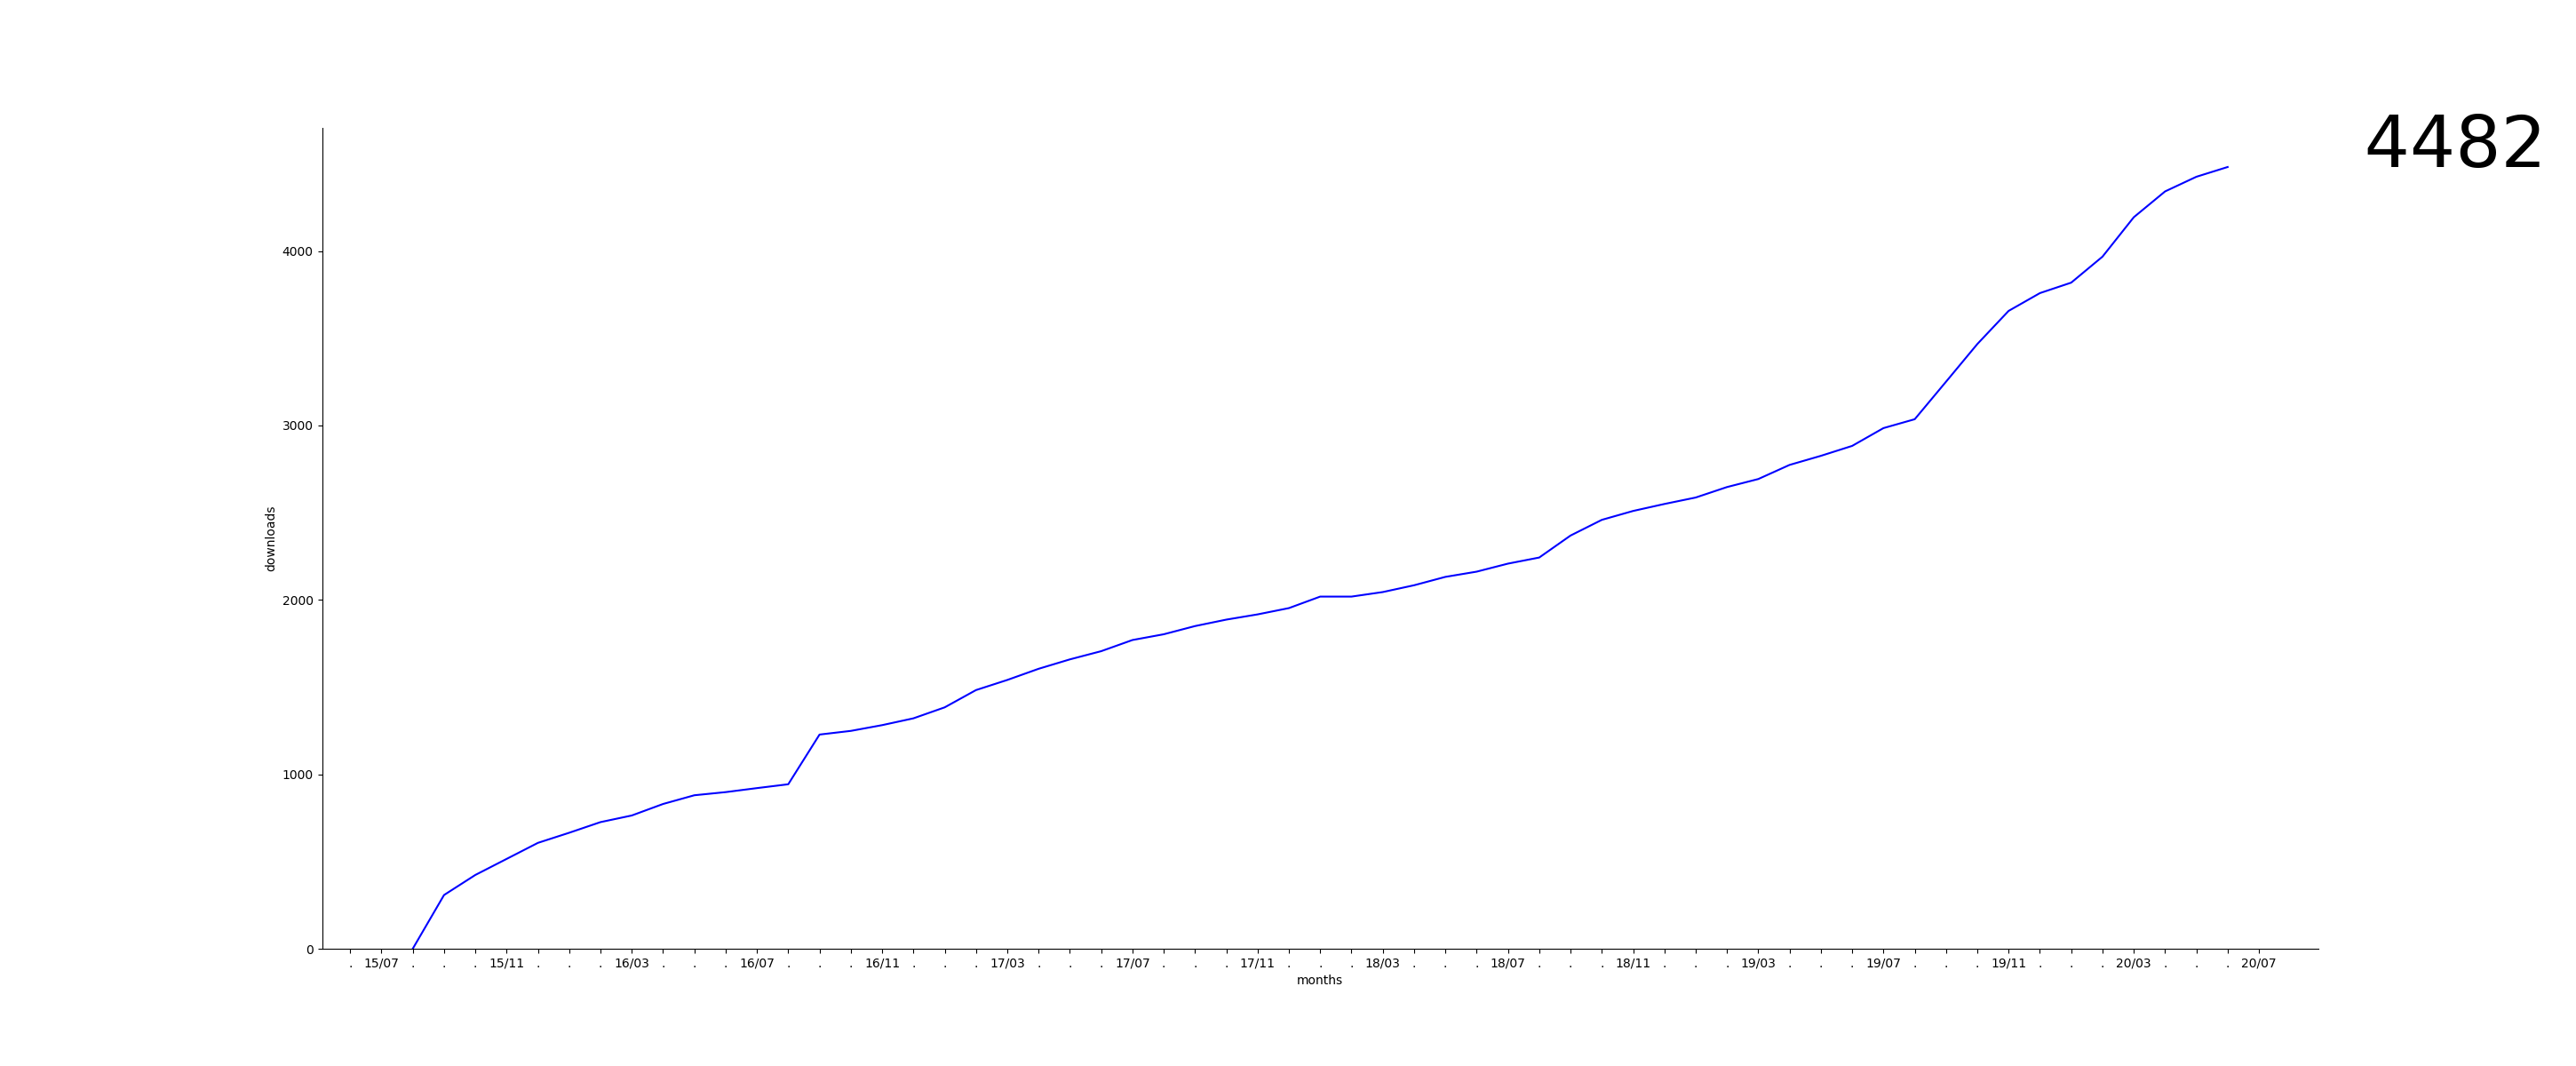 4482
4000
3000
downloads
2000
1000
0
. 15/07 . . . 15/11 . . . 16/03 . . . 16/07 . . . 16/11 . . . 17/03 . . . 17/07 . . . 17/11 . . . 18/03 . . . 18/07 . . . 18/11 . . . 19/03 . . . 19/07 . . . 19/11 . . . 20/03 . . . 20/07
months